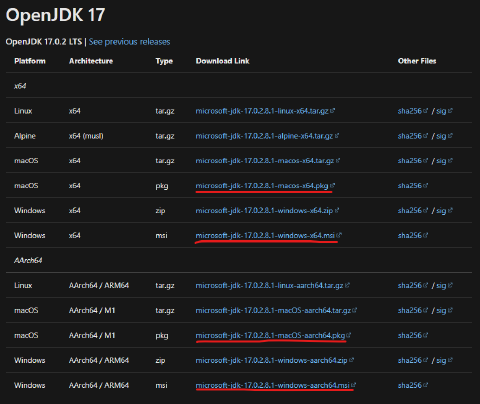 OpenJDK 17
OpenJDK 17.0.2 LTS | See previous releases
Platform Architecture Type Download Link Other Files
x64
Linux x64 tar.gz microsoft-jdk-17.0.2.8.1-linux-x64.tar.gz sha256 / sig
Alpine x64 (musl) tar.gz microsoft-jdk-17.0.2.8.1-alpine-x64.tar.gz sha256 / sig
macOS x64 tar.gz microsoft-jdk-17.0.2.8.1-macos-x64.tar.gz sha256 / sig
macOS x64 pkg microsoft-jdk-17.0.2.8.1-macos-x64.pkg sha256
Windows x64 zip microsoft-jdk-17.0.2.8.1-windows-x64.zip sha256 / sig
Windows x64 msi microsoft-jdk-17.0.2.8.1-windows-x64.msi sha256
AArch64
Linux AArch64 / ARM64 tar.gz microsoft-jdk-17.0.2.8.1-linux-aarch64.tar.gz sha256 / sig
macOS AArch64 / M1 tar.gz microsoft-jdk-17.0.2.8.1-macOS-aarch64.tar.gz sha256 / sig
macOS AArch64 / M1 pkg microsoft-jdk-17.0.2.8.1-macOS-aarch64.pkg sha256
Windows AArch64 / ARM64 zip microsoft-jdk-17.0.2.8.1-windows-aarch64.zip sha256 / sig
Windows AArch64 / ARM64 msi microsoft-jdk-17.0.2.8.1-windows-aarch64.msi sha256